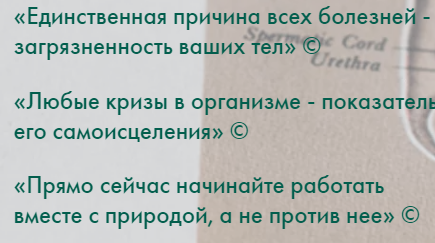 «Единственная причина всех болезней -
загрязненность ваших тел» ©
Spermatic Cord
Urethra
«Любые кризы в организме - показатель
его самоисцеления» ©
«Прямо сейчас начинайте работать
вместе с природой, а не против нее» ©